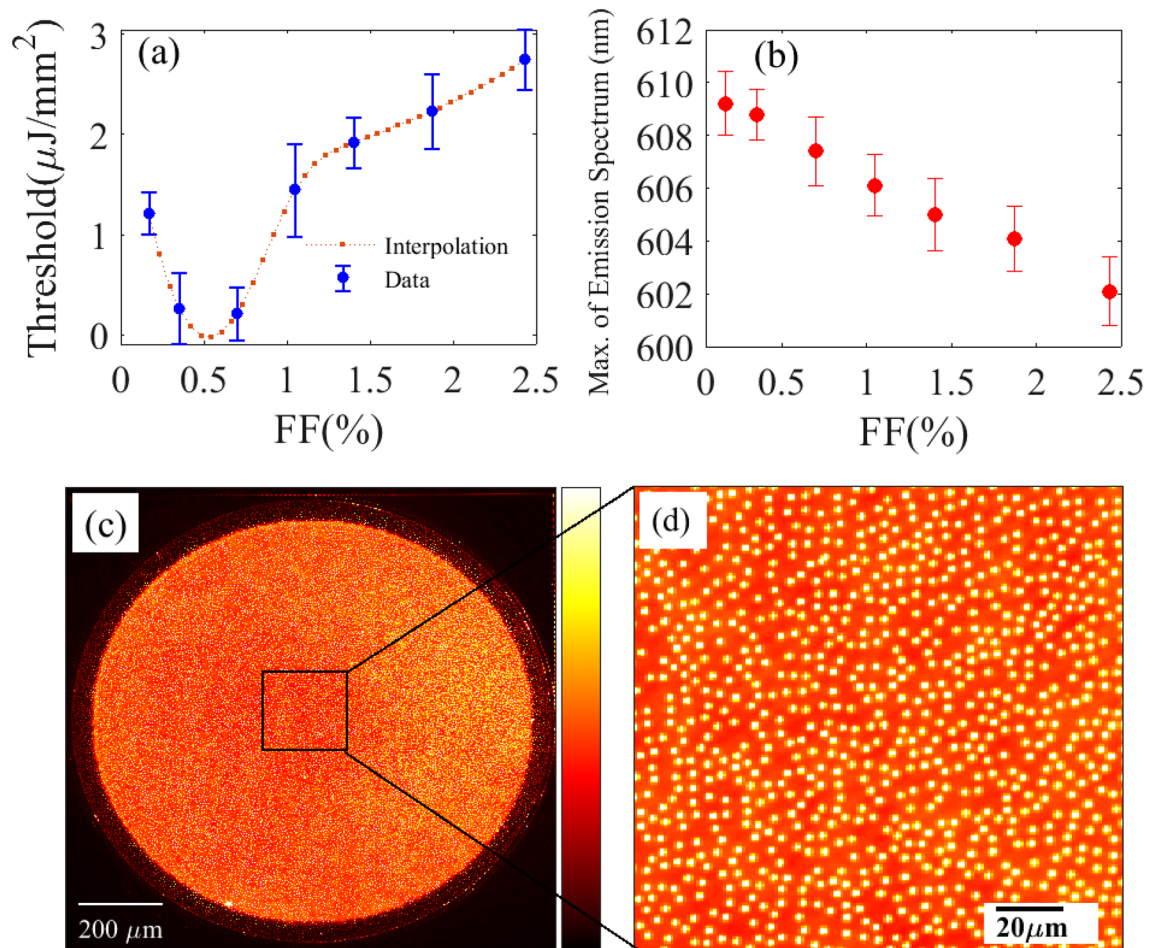 (a)
Threshold(μJ/mm²)
3
2
1
0
Interpolation
Data
0 0.5 1 1.5 2 2.5
FF(%)
(b)
Max. of Emission Spectrum (nm)
612
610
608
606
604
602
600
0 0.5 1 1.5 2 2.5
FF(%)
(c)
200 μm
(d)
20μm